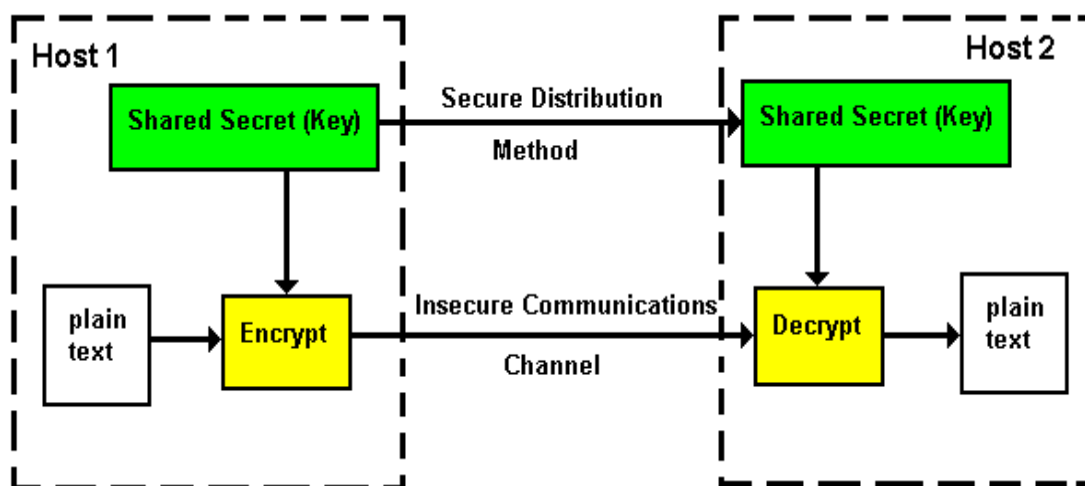 Host 1
Host 2
Shared Secret (Key)
Secure Distribution
Method
Shared Secret (Key)
plain
text
Encrypt
Insecure Communications
Channel
Decrypt
plain
text